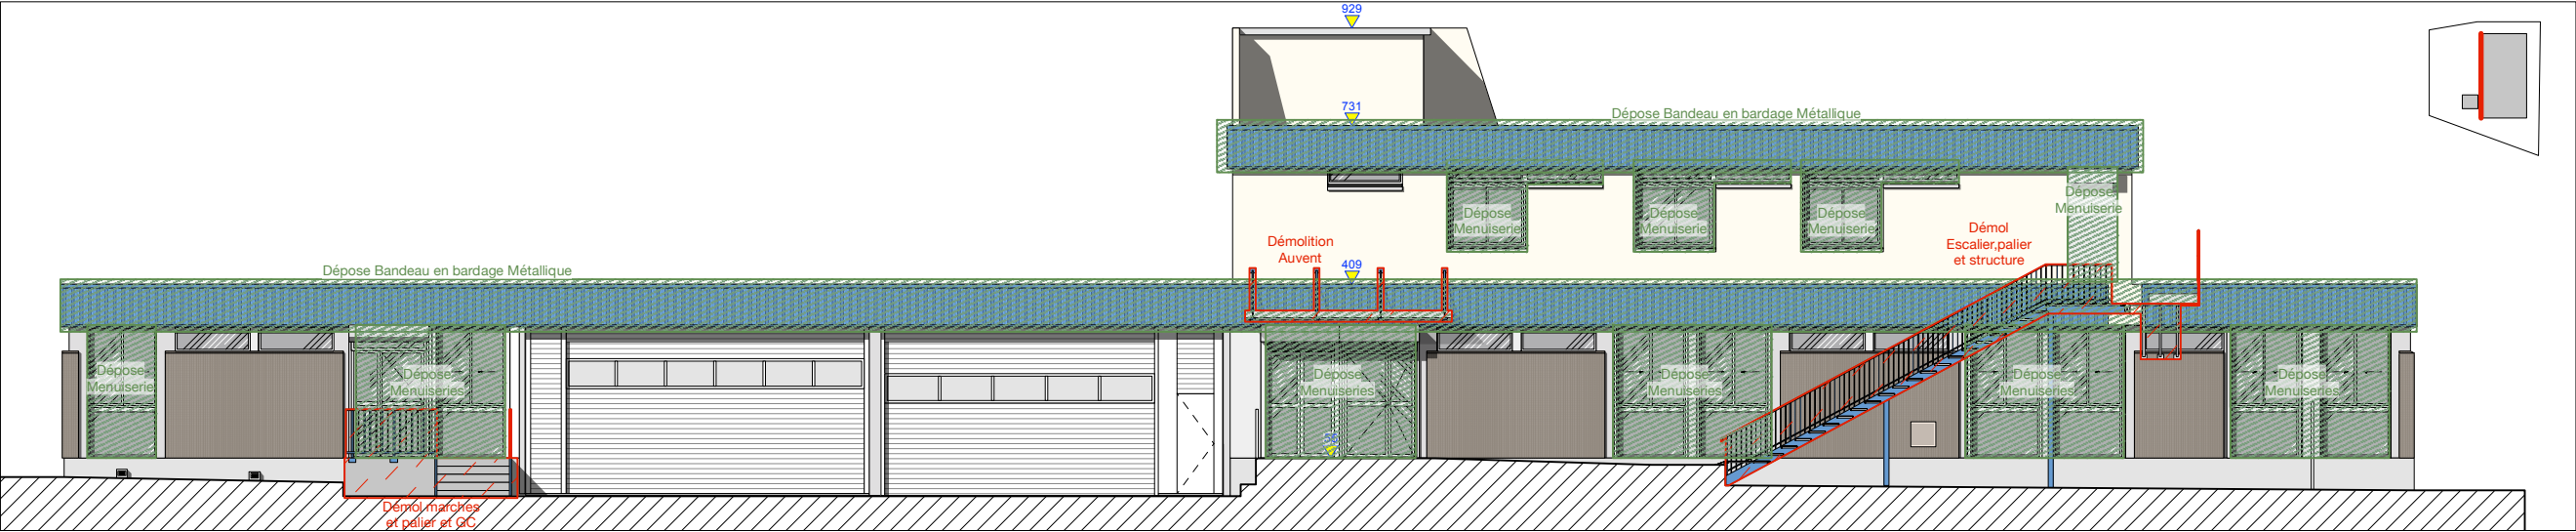 929
731
Dépose Bandeau en bardage Métallique
Dépose
Menuiserie
Dépose
Menuiserie
Dépose
Menuiserie
Dépose
Menuiserie
Démolition
Auvent
Démol
Escalier,palier
et structure
409
Dépose Bandeau en bardage Métallique
Dépose
Menuiserie
Dépose
Menuiseries
Dépose
Menuiseries
Dépose
Menuiseries
Dépose
Menuiseries
Dépose
Menuiseries
Démol marches
et palier et GC